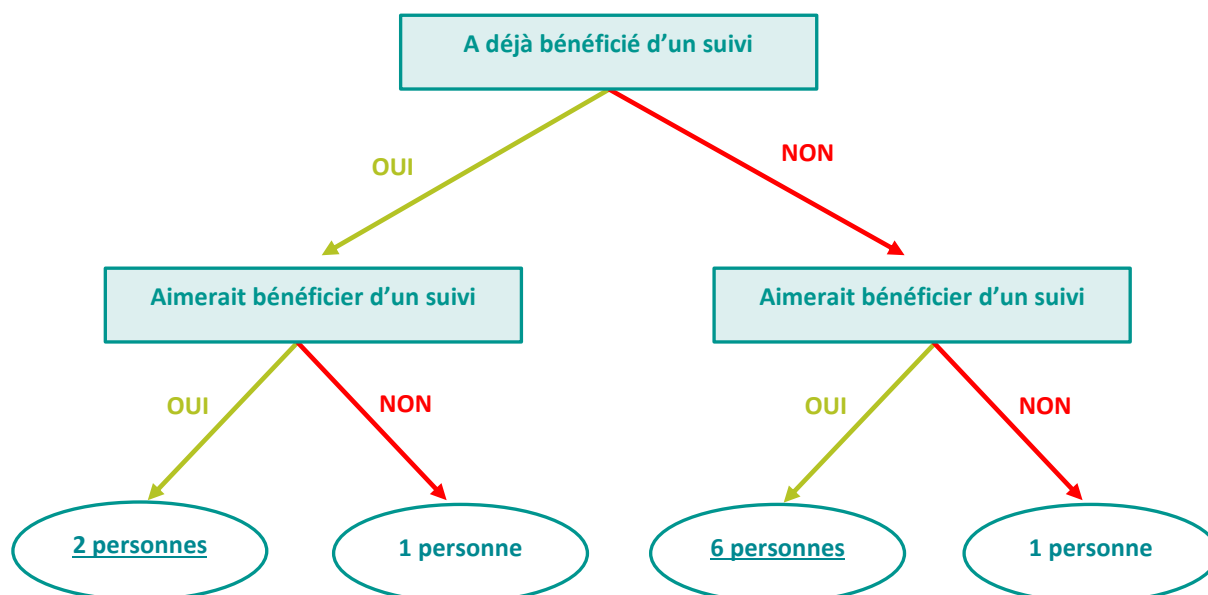 A déjà bénéficié d’un suivi
OUI
NON
Aimerait bénéficier d’un suivi
Aimerait bénéficier d’un suivi
OUI
NON
OUI
NON
2 personnes
1 personne
6 personnes
1 personne